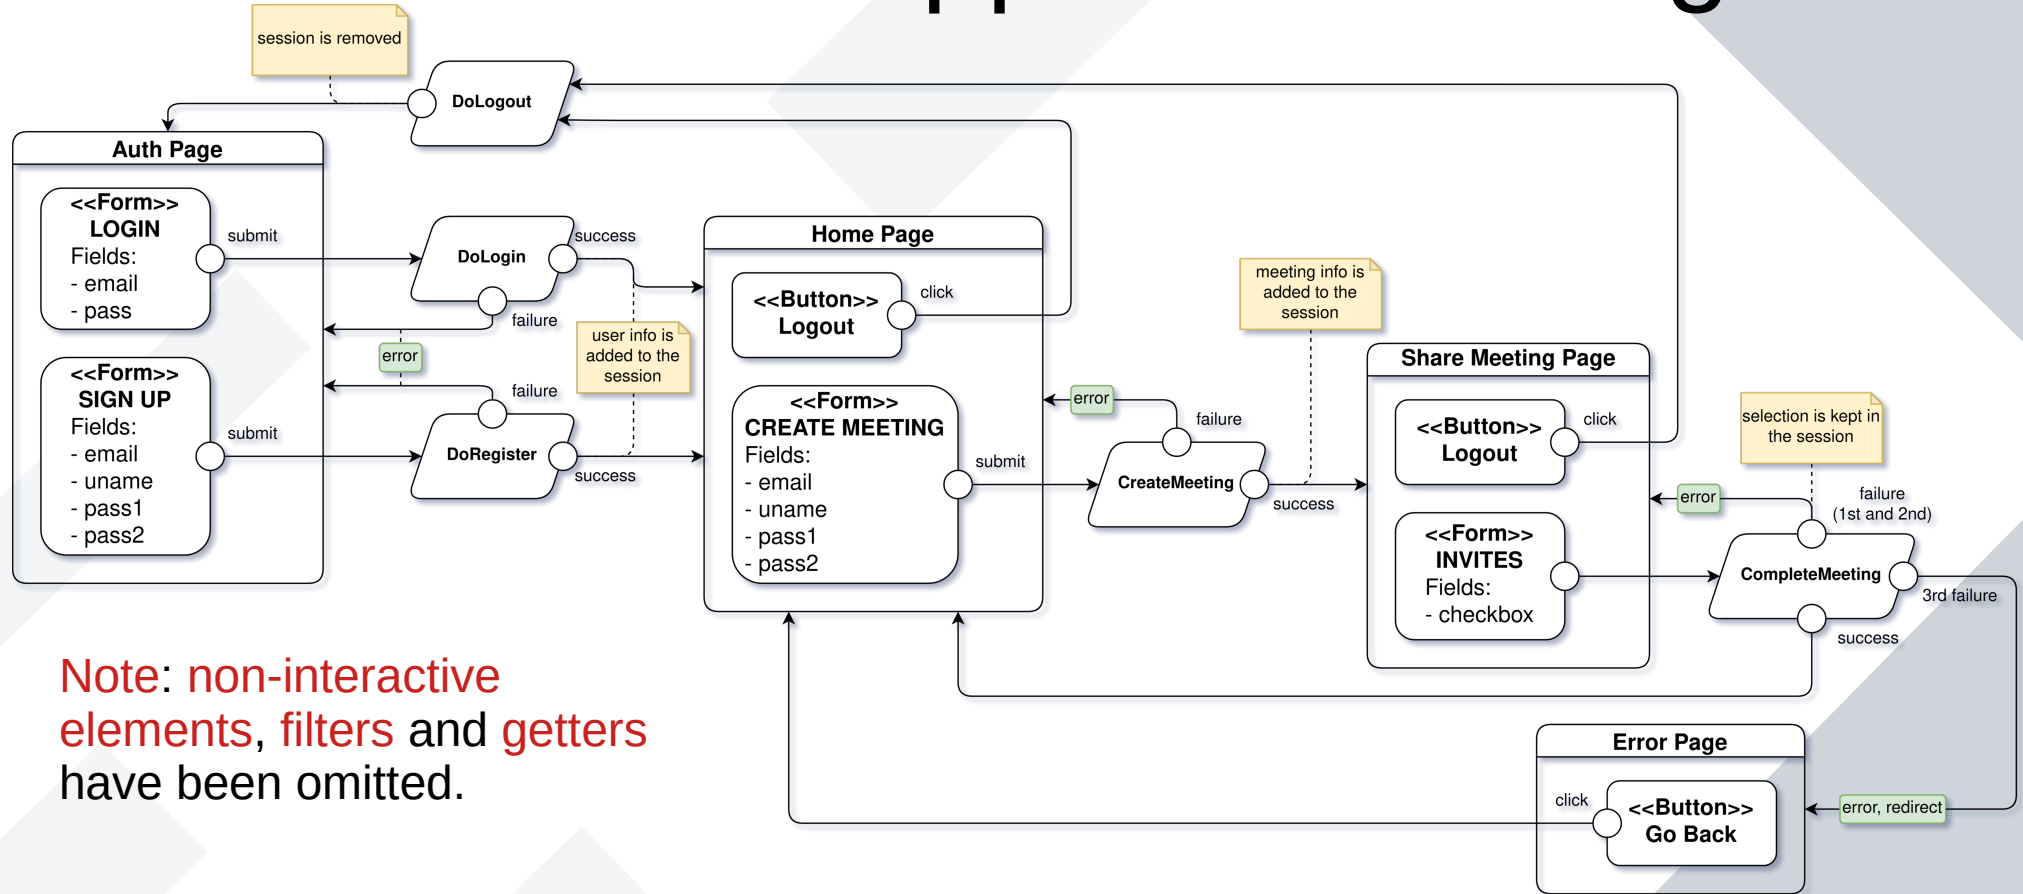 session is removed
DoLogout
Auth Page
<<Form>>
LOGIN
Fields:
- email
- pass
submit
DoLogin
success
failure
error
<<Form>>
SIGN UP
Fields:
- email
- uname
- pass1
- pass2
submit
failure
DoRegister
success
user info is
added to the
session
Home Page
<<Button>>
Logout
click
<<Form>>
CREATE MEETING
Fields:
- email
- uname
- pass1
- pass2
submit
error
failure
CreateMeeting
success
meeting info is
added to the
session
Share Meeting Page
<<Button>>
Logout
click
<<Form>>
INVITES
Fields:
- checkbox
selection is kept in
the session
error
failure
(1st and 2nd)
CompleteMeeting
3rd failure
success
Error Page
click
<<Button>>
Go Back
error, redirect
Note: non-interactive
elements, filters and getters
have been omitted.